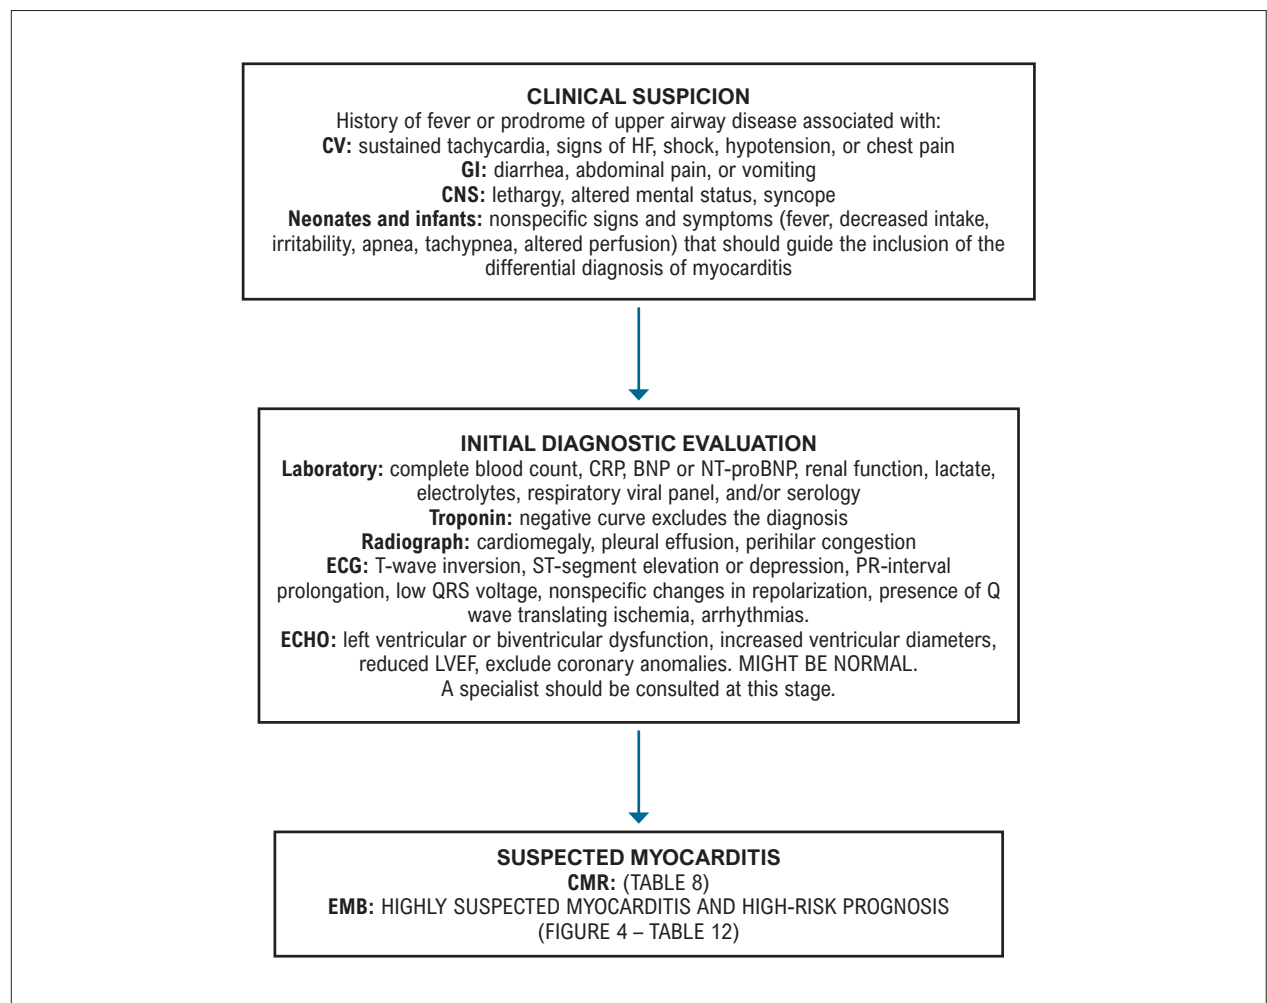 CLINICAL SUSPICION
History of fever or prodrome of upper airway disease associated with:
CV: sustained tachycardia, signs of HF, shock, hypotension, or chest pain
GI: diarrhea, abdominal pain, or vomiting
CNS: lethargy, altered mental status, syncope
Neonates and infants: nonspecific signs and symptoms (fever, decreased intake,
irritability, apnea, tachypnea, altered perfusion) that should guide the inclusion of the
differential diagnosis of myocarditis
INITIAL DIAGNOSTIC EVALUATION
Laboratory: complete blood count, CRP, BNP or NT-proBNP, renal function, lactate,
electrolytes, respiratory viral panel, and/or serology
Troponin: negative curve excludes the diagnosis
Radiograph: cardiomegaly, pleural effusion, perihilar congestion
ECG: T-wave inversion, ST-segment elevation or depression, PR-interval
prolongation, low QRS voltage, nonspecific changes in repolarization, presence of Q
wave translating ischemia, arrhythmias.
ECHO: left ventricular or biventricular dysfunction, increased ventricular diameters,
reduced LVEF, exclude coronary anomalies. MIGHT BE NORMAL.
A specialist should be consulted at this stage.
SUSPECTED MYOCARDITIS
CMR: (TABLE 8)
EMB: HIGHLY SUSPECTED MYOCARDITIS AND HIGH-RISK PROGNOSIS
(FIGURE 4 – TABLE 12)